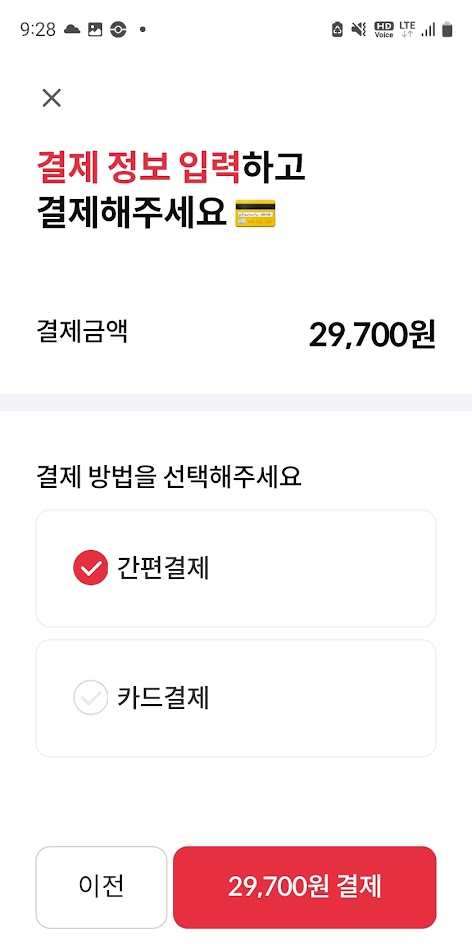 9:28
HD Voice LTE
결제 정보 입력하고
결제해주세요
결제금액 29,700원
결제 방법을 선택해주세요
간편결제
카드결제
이전 29,700원 결제